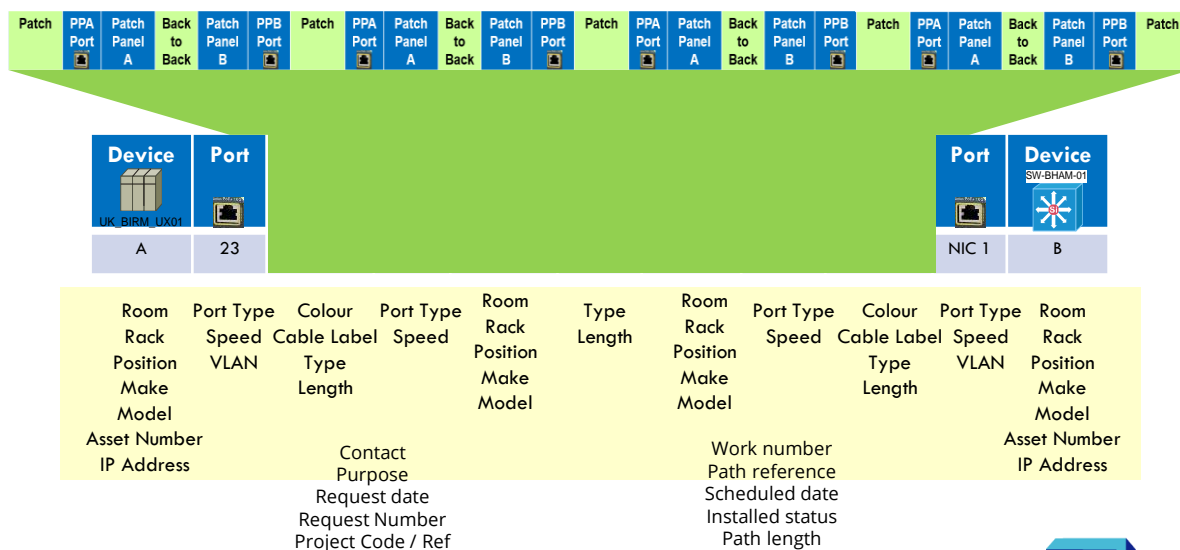 Patch PPA Patch Back Patch PPB Patch PPA Patch Back Patch PPB Patch PPA Patch Back Patch PPB Patch PPA Patch Back Patch PPB Patch
Port Panel to Panel Port Port Panel to Panel Port Port Panel to Panel Port Port Panel to Panel Port
A Back B A Back B A Back B A Back B
Device Port Port Device
SW-BHAM-01
SI
UK_BIRM_UX01
A 23 NIC 1 B
Room
Rack
Position
Make
Model
Asset Number
IP Address
Port Type
Speed
VLAN
Colour
Cable Label
Type
Length
Port Type
Speed
Room
Rack
Position
Make
Model
Type
Length
Room
Rack
Position
Make
Model
Port Type
Speed
Colour
Cable Label
Type
Length
Port Type
Speed
VLAN
Room
Rack
Position
Make
Model
Asset Number
IP Address
Contact
Purpose
Request date
Request Number
Project Code / Ref
Work number
Path reference
Scheduled date
Installed status
Path length